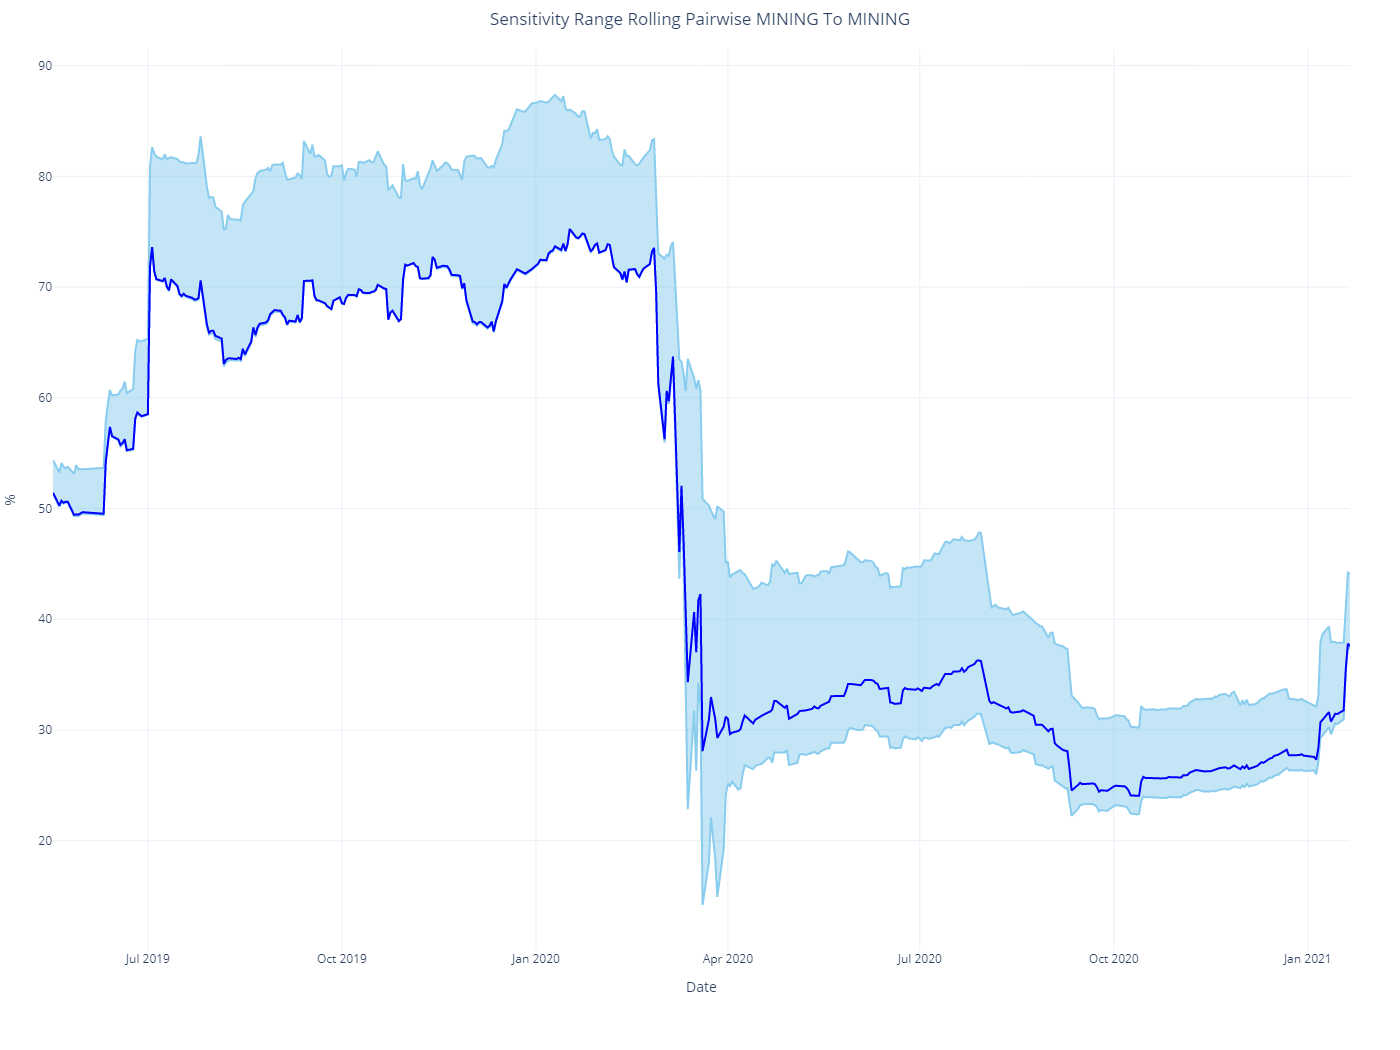 Sensitivity Range Rolling Pairwise MINING To MINING
90
80
70
60
50
40
30
20
%
Jul 2019
Oct 2019
Jan 2020
Apr 2020
Jul 2020
Oct 2020
Jan 2021
Date